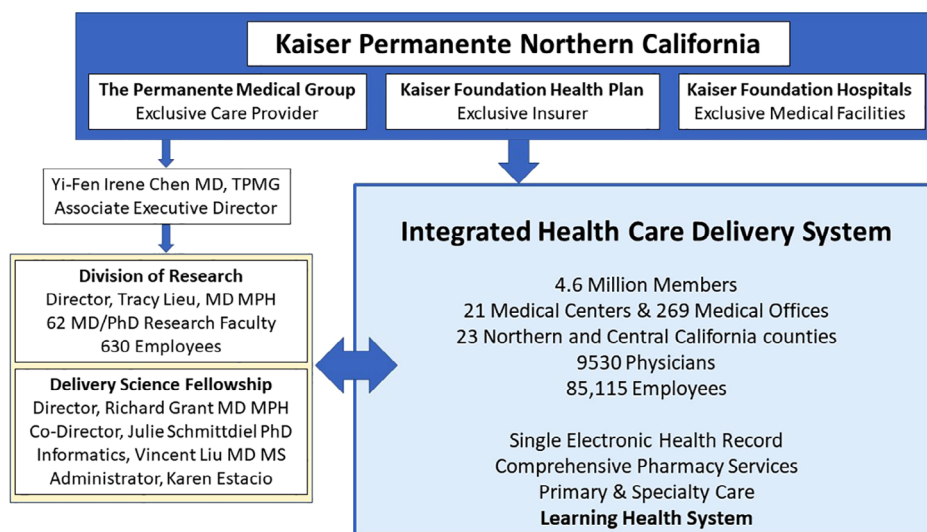 Kaiser Permanente Northern California
The Permanente Medical Group
Exclusive Care Provider
Kaiser Foundation Health Plan
Exclusive Insurer
Kaiser Foundation Hospitals
Exclusive Medical Facilities
Yi-Fen Irene Chen MD, TPMG
Associate Executive Director
Division of Research
Director, Tracy Lieu, MD MPH
62 MD/PhD Research Faculty
630 Employees
Delivery Science Fellowship
Director, Richard Grant MD MPH
Co-Director, Julie Schmittdiel PhD
Informatics, Vincent Liu MD MS
Administrator, Karen Estacio
Integrated Health Care Delivery System
4.6 Million Members
21 Medical Centers & 269 Medical Offices
23 Northern and Central California counties
9530 Physicians
85,115 Employees
Single Electronic Health Record
Comprehensive Pharmacy Services
Primary & Specialty Care
Learning Health System